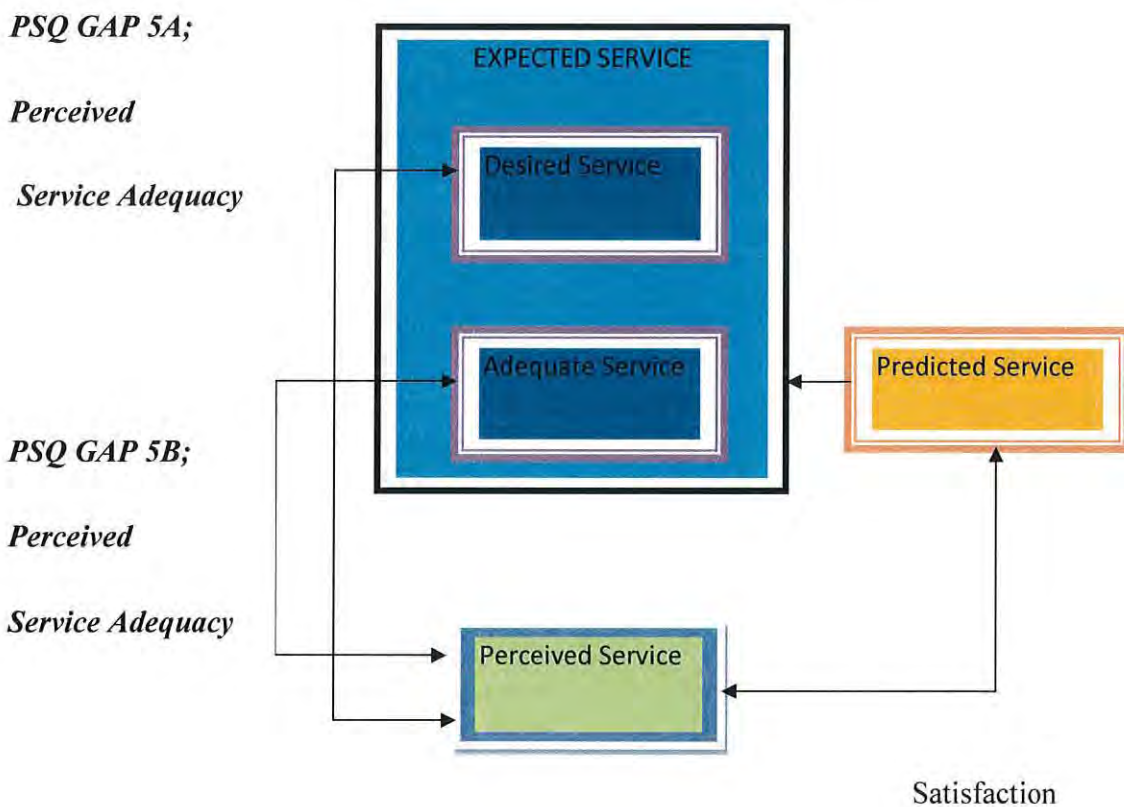 PSQ GAP 5A;
Perceived
Service Adequacy
EXPECTED SERVICE
Desired Service
Adequate Service
Predicted Service
PSQ GAP 5B;
Perceived
Service Adequacy
Perceived Service
Satisfaction